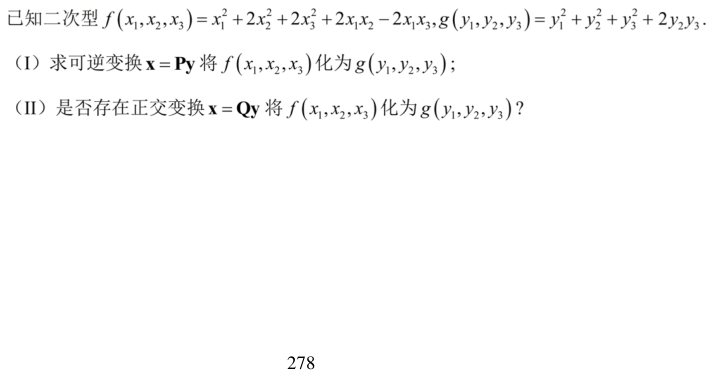 已知二次型 f(x₁,x₂,x₃)=x₁²+2x₂²+2x₃²+2x₁x₂−2x₁x₃,g(y₁,y₂,y₃)=y₁²+y₂²+y₃²+2y₂y₃.
（I）求可逆变换 x=Py 将 f(x₁,x₂,x₃)化为 g(y₁,y₂,y₃)；
（II）是否存在正交变换 x=Qy 将 f(x₁,x₂,x₃)化为 g(y₁,y₂,y₃)？
278